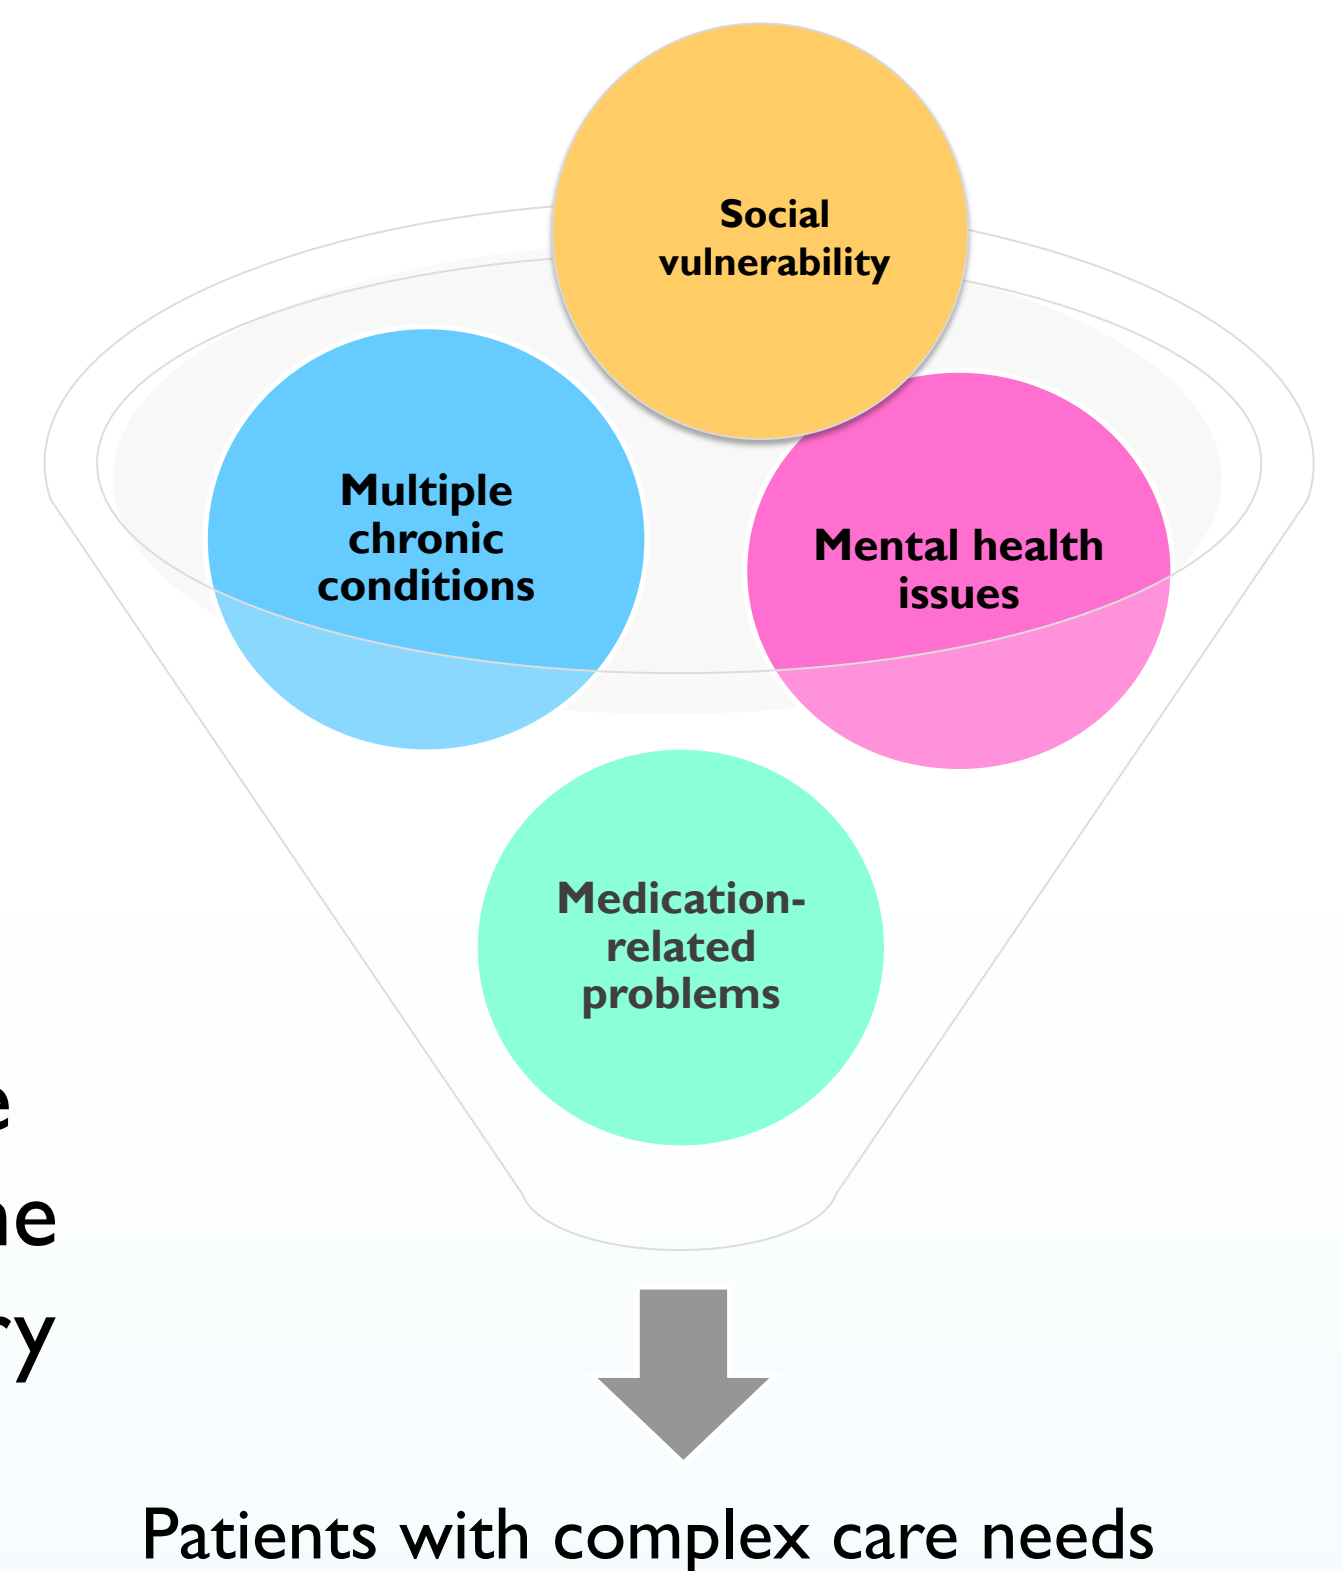 Social
vulnerability
Multiple
chronic
conditions
Mental health
issues
Medication-
related
problems
Patients with complex care needs